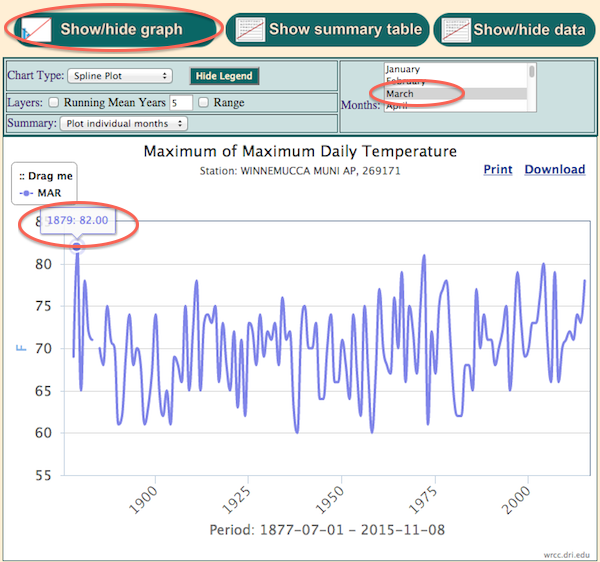 Show/hide graph
Show summary table
Show/hide data
Chart Type: Spline Plot Hide Legend
Layers: Running Mean Years 5 Range
Summary: Plot individual months
Months:
January
February
March
April
Maximum of Maximum Daily Temperature
Station: WINNEMUCCA MUNI AP, 269171
Print Download
:: Drag me
MAR
1879: 82.00
80
75
70
65
60
55
F
1900 1925 1950 1975 2000
Period: 1877-07-01 - 2015-11-08
wrcc.dri.edu